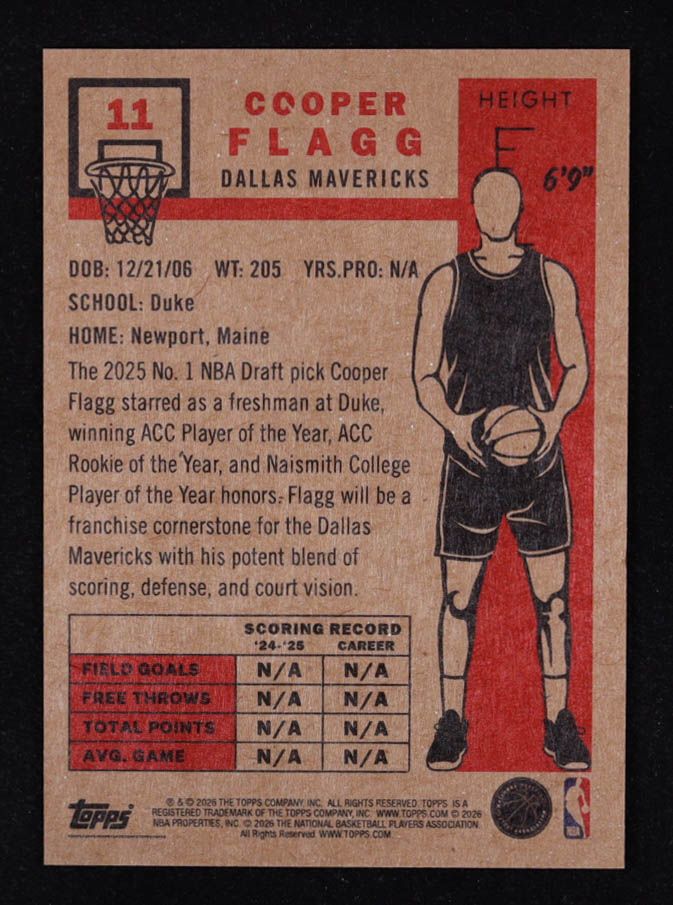 11
COOPER
FLAGG
DALLAS MAVERICKS
HEIGHT
6'9"
DOB: 12/21/06 WT: 205 YRS.PRO: N/A
SCHOOL: Duke
HOME: Newport, Maine
The 2025 No. 1 NBA Draft pick Cooper
Flagg starred as a freshman at Duke,
winning ACC Player of the Year, ACC
Rookie of the Year, and Naismith College
Player of the Year honors. Flagg will be a
franchise cornerstone for the Dallas
Mavericks with his potent blend of
scoring, defense, and court vision.
SCORING RECORD
'24-'25 CAREER
FIELD GOALS N/A N/A
FREE THROWS N/A N/A
TOTAL POINTS N/A N/A
AVG. GAME N/A N/A
Topps
® & © 2026 THE TOPPS COMPANY, INC. ALL RIGHTS RESERVED. TOPPS IS A
REGISTERED TRADEMARK OF THE TOPPS COMPANY, INC. WWW.TOPPS.COM © 2026
NBA PROPERTIES, INC. © 2026 THE NATIONAL BASKETBALL PLAYERS ASSOCIATION.
All Rights Reserved. WWW.TOPPS.COM